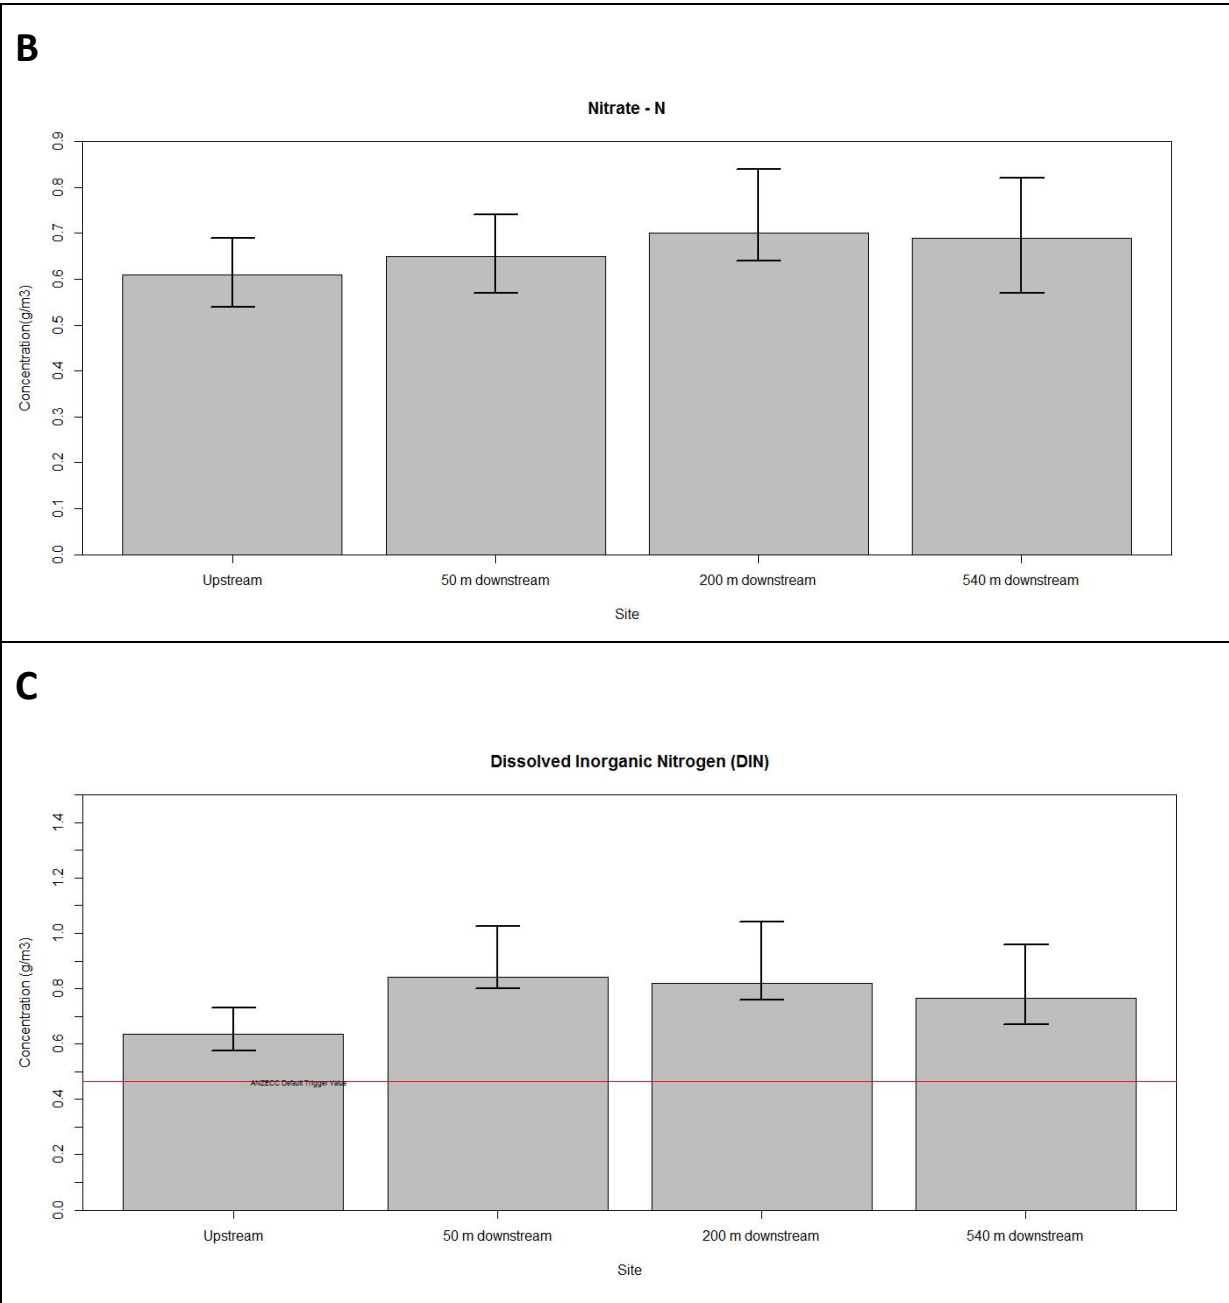 B
Nitrate - N
0.9
0.8
0.7
0.6
0.5
0.4
0.3
0.2
0.1
0.0
Concentration(g/m3)
Upstream 50 m downstream 200 m downstream 540 m downstream
Site
C
Dissolved Inorganic Nitrogen (DIN)
1.4
1.2
1.0
0.8
0.6
0.4
0.2
0.0
Concentration (g/m3)
ANZECC Default Trigger Value
Upstream 50 m downstream 200 m downstream 540 m downstream
Site